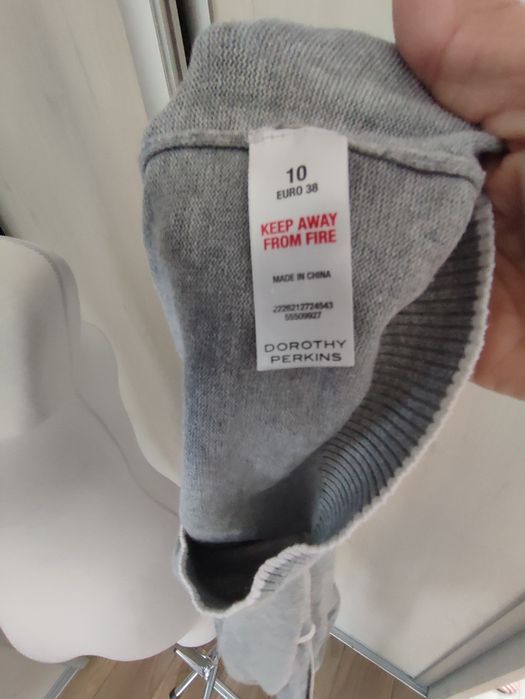 10
EURO 38
KEEP AWAY
FROM FIRE
MADE IN CHINA
2226212724543
55509927
DOROTHY
PERKINS